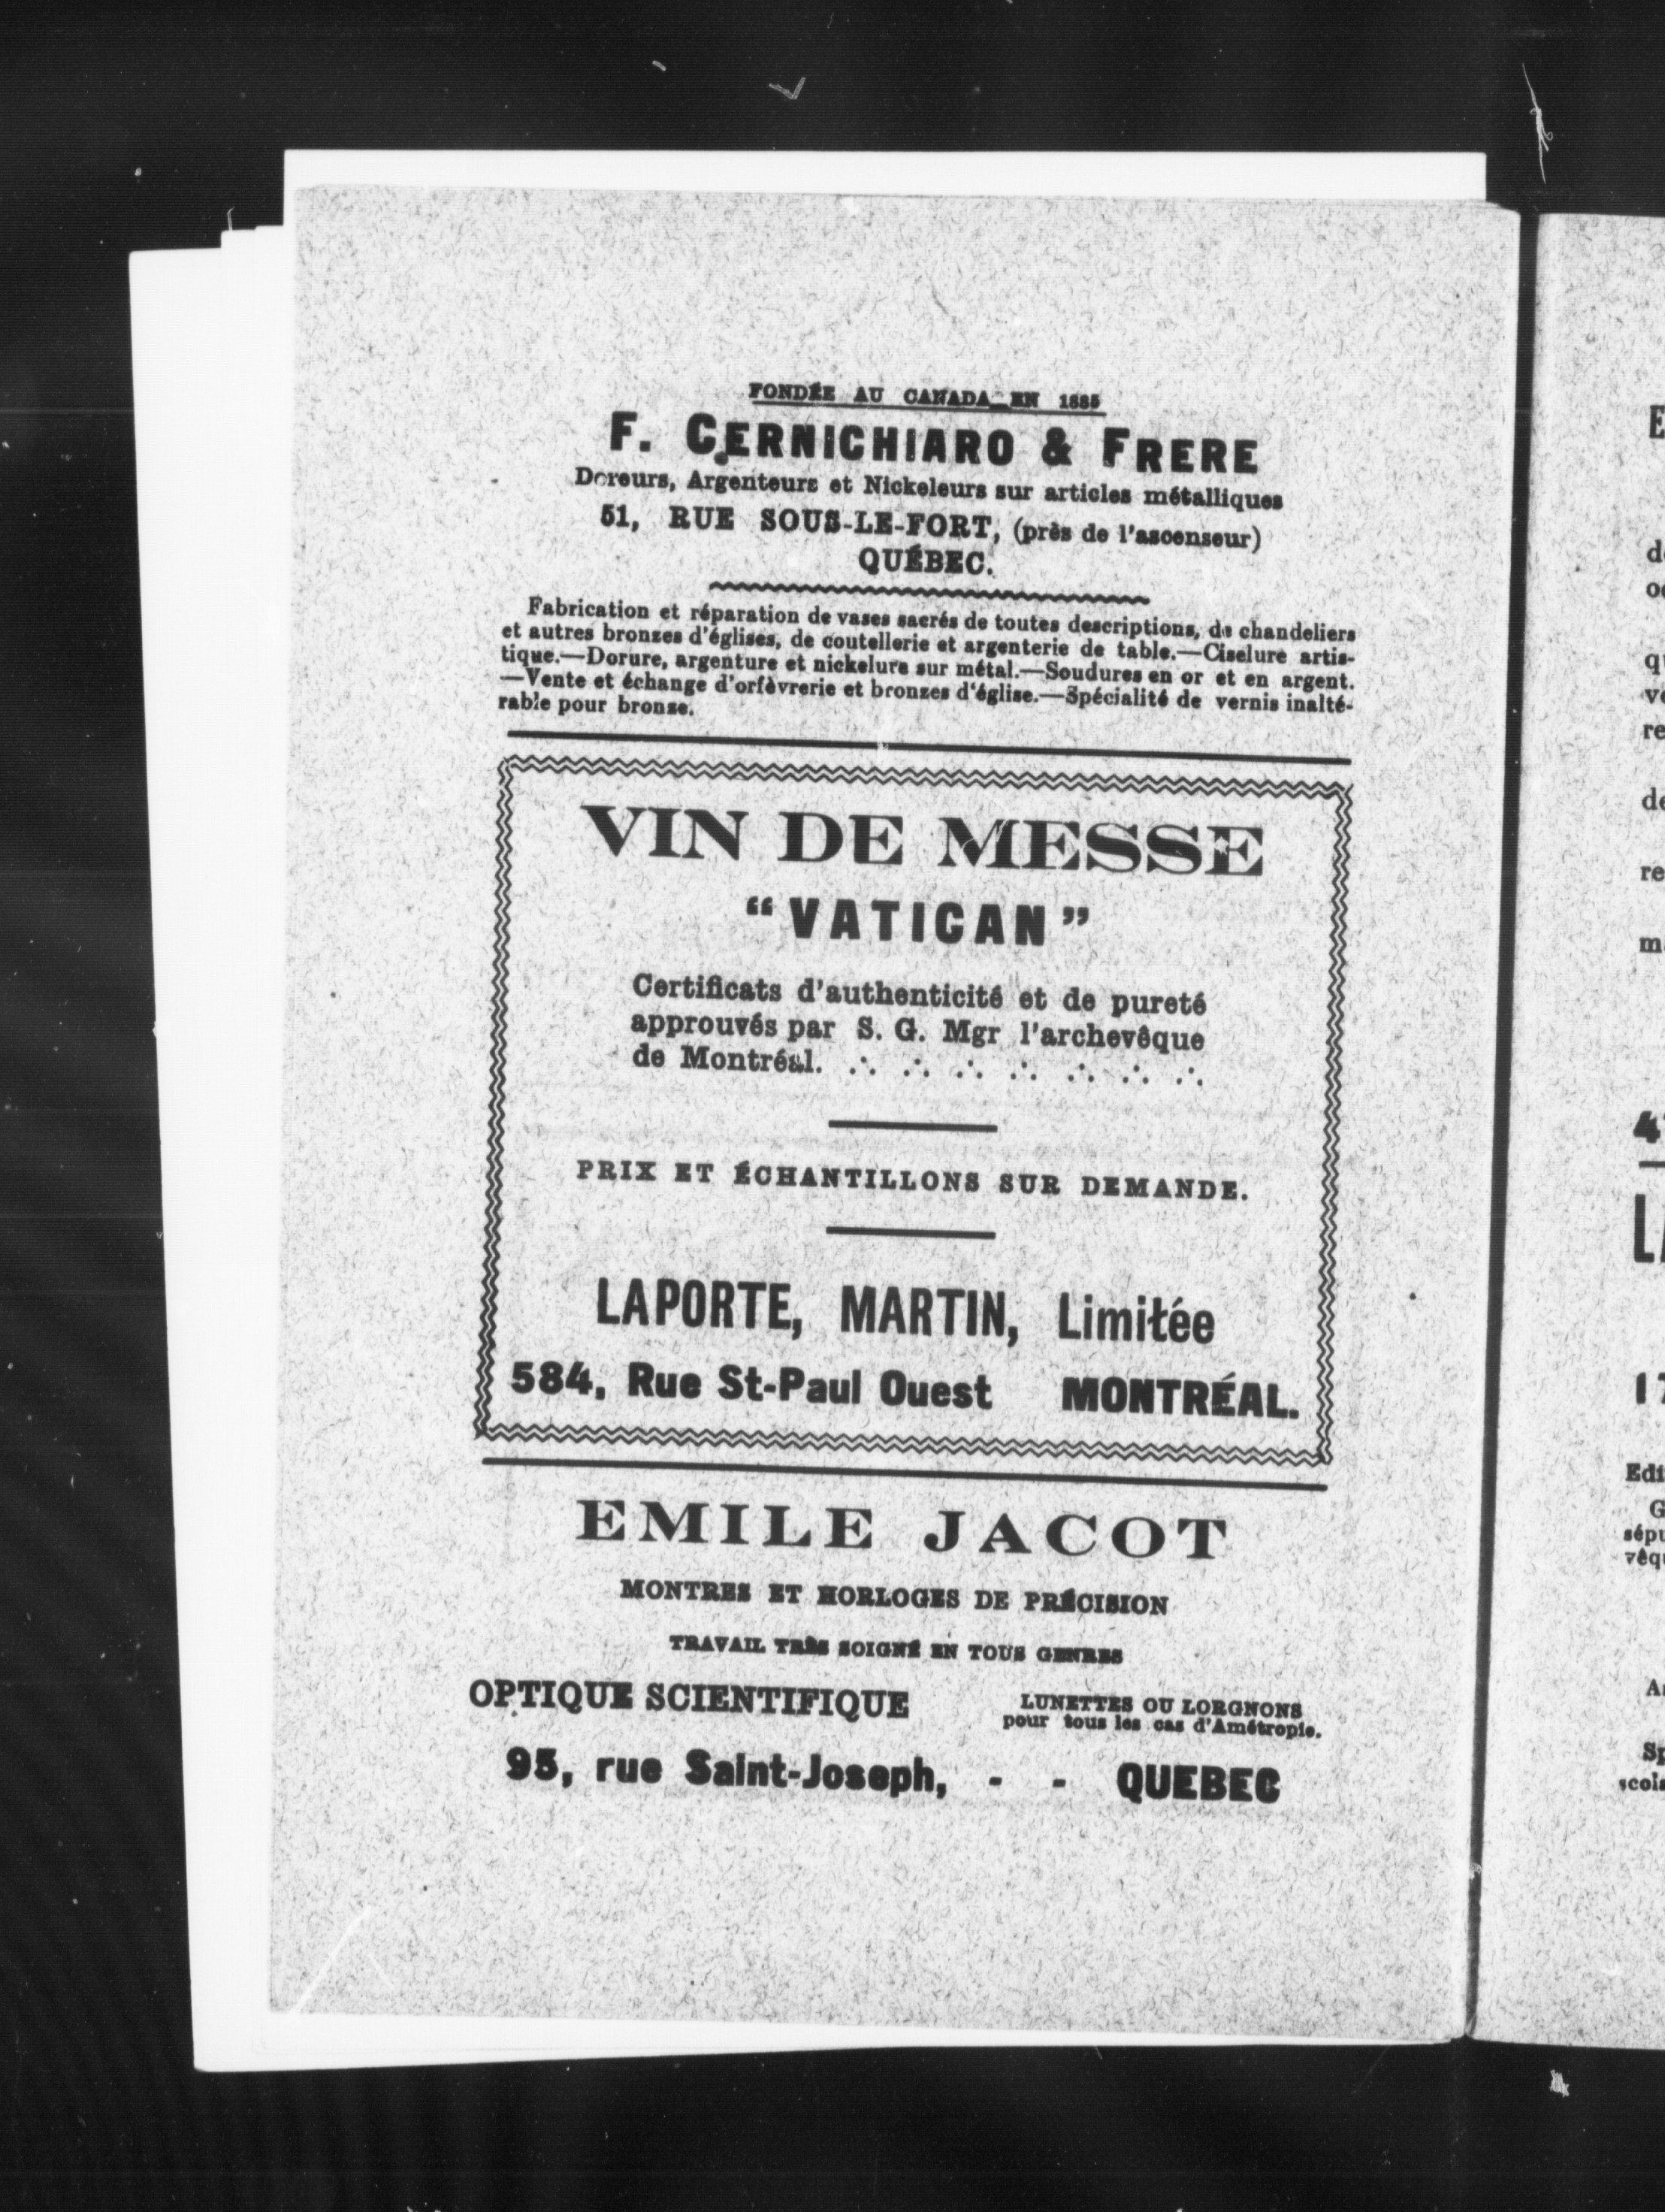 FONDÉE AU CANADA EN 1885
F. CERNICHIARO & FRERE
Doreurs, Argenteurs et Nickeleurs sur articles métalliques
51, RUE SOUS-LE-FORT, (près de l'ascenseur)
QUÉBEC.
Fabrication et réparation de vases sacrés de toutes descriptions, de chandeliers
et autres bronzes d'églises, de coutellerie et argenterie de table.—Ciselure artis-
tique.—Dorure, argenture et nickelure sur métal.—Soudures en or et en argent.
—Vente et échange d'orfèvrerie et bronzes d'église.—Spécialité de vernis inalté-
rable pour bronse.
VIN DE MESSE
“VATICAN”
Certificats d'authenticité et de pureté
approuvés par S. G. Mgr l'archevêque
de Montréal. ∴ ∴ ∴ ∴ ∴ ∴ ∴
PRIX ET ÉCHANTILLONS SUR DEMANDE.
LAPORTE, MARTIN, Limitée
584, Rue St-Paul Ouest MONTRÉAL.
EMILE JACOT
MONTRES ET HORLOGES DE PRÉCISION
TRAVAIL TRÈS SOIGNÉ EN TOUS GENRES
OPTIQUE SCIENTIFIQUE
LUNETTES OU LORGNONS
pour tous les cas d'Amétropie.
95, rue Saint-Joseph, - - QUEBEC